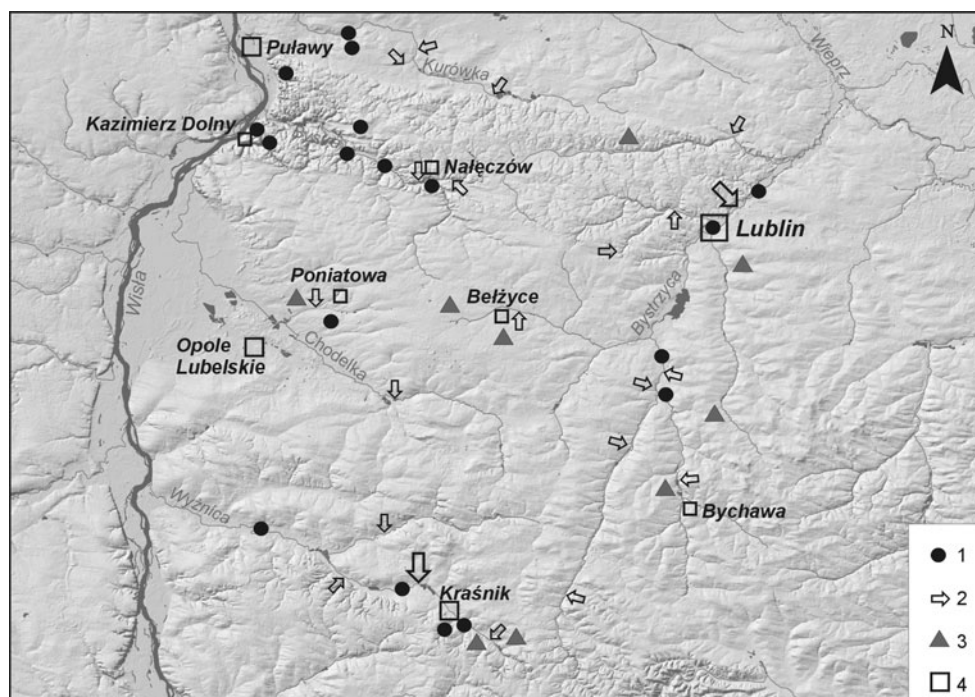 N
Puławy
Kurówka
Wieprz
Kazimierz Dolny
Nałęczów
Lublin
Wisła
Poniatowa
Bełżyce
Bystrzyca
Opole
Lubelskie
Chodelka
Wyżnica
Bychawa
Kraśnik
1
2
3
4